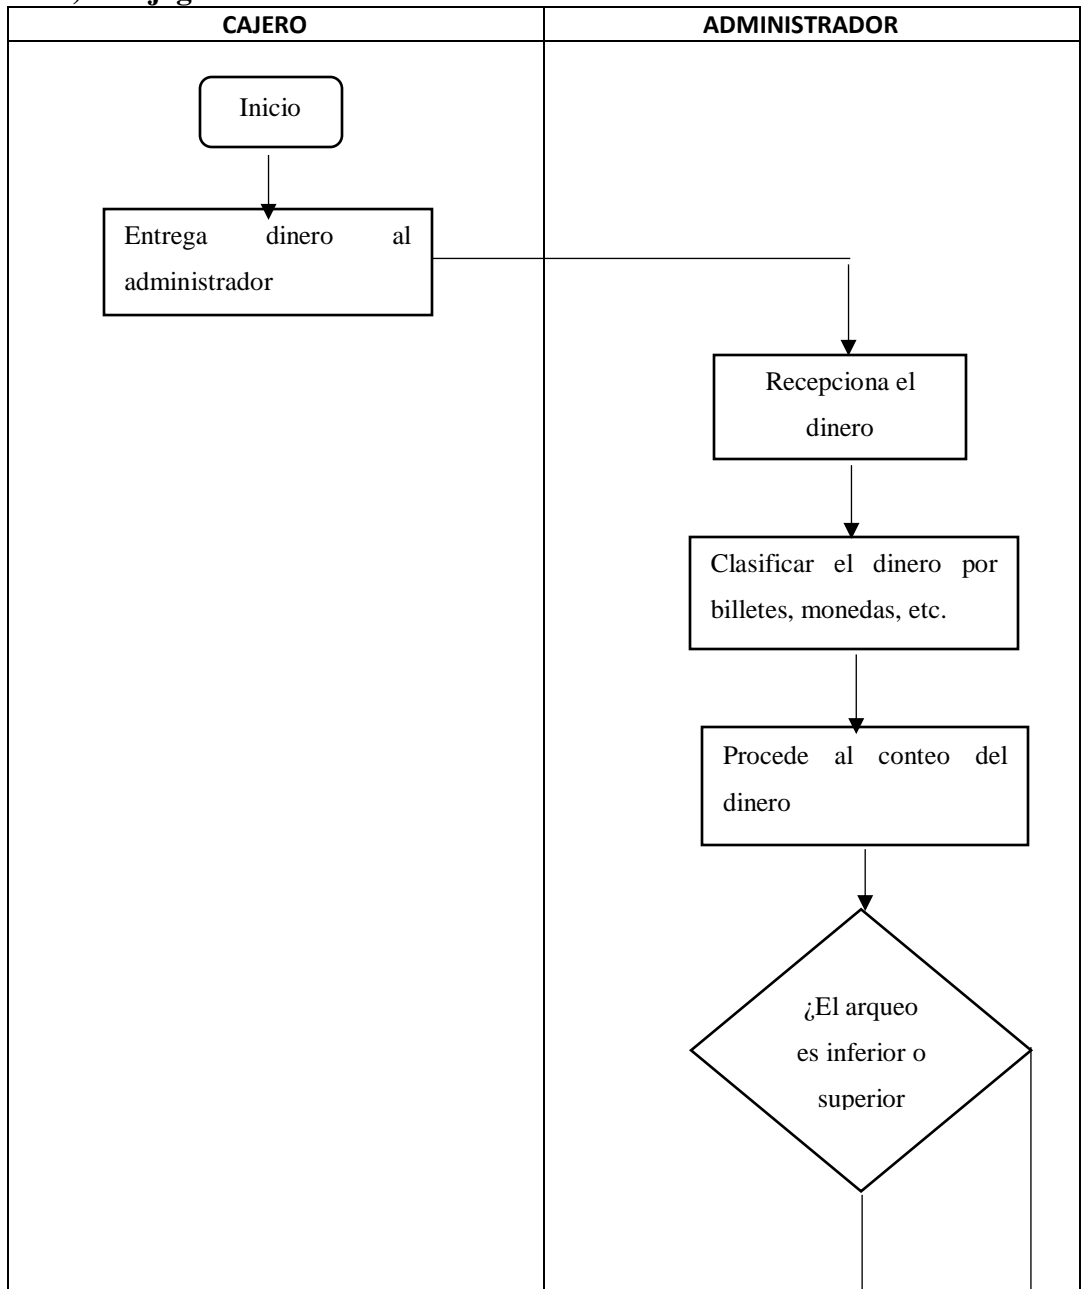 CAJERO
ADMINISTRADOR
Inicio
Entrega dinero al
administrador
Recepciona el
dinero
Clasificar el dinero por
billetes, monedas, etc.
Procede al conteo del
dinero
¿El arqueo
es inferior o
superior